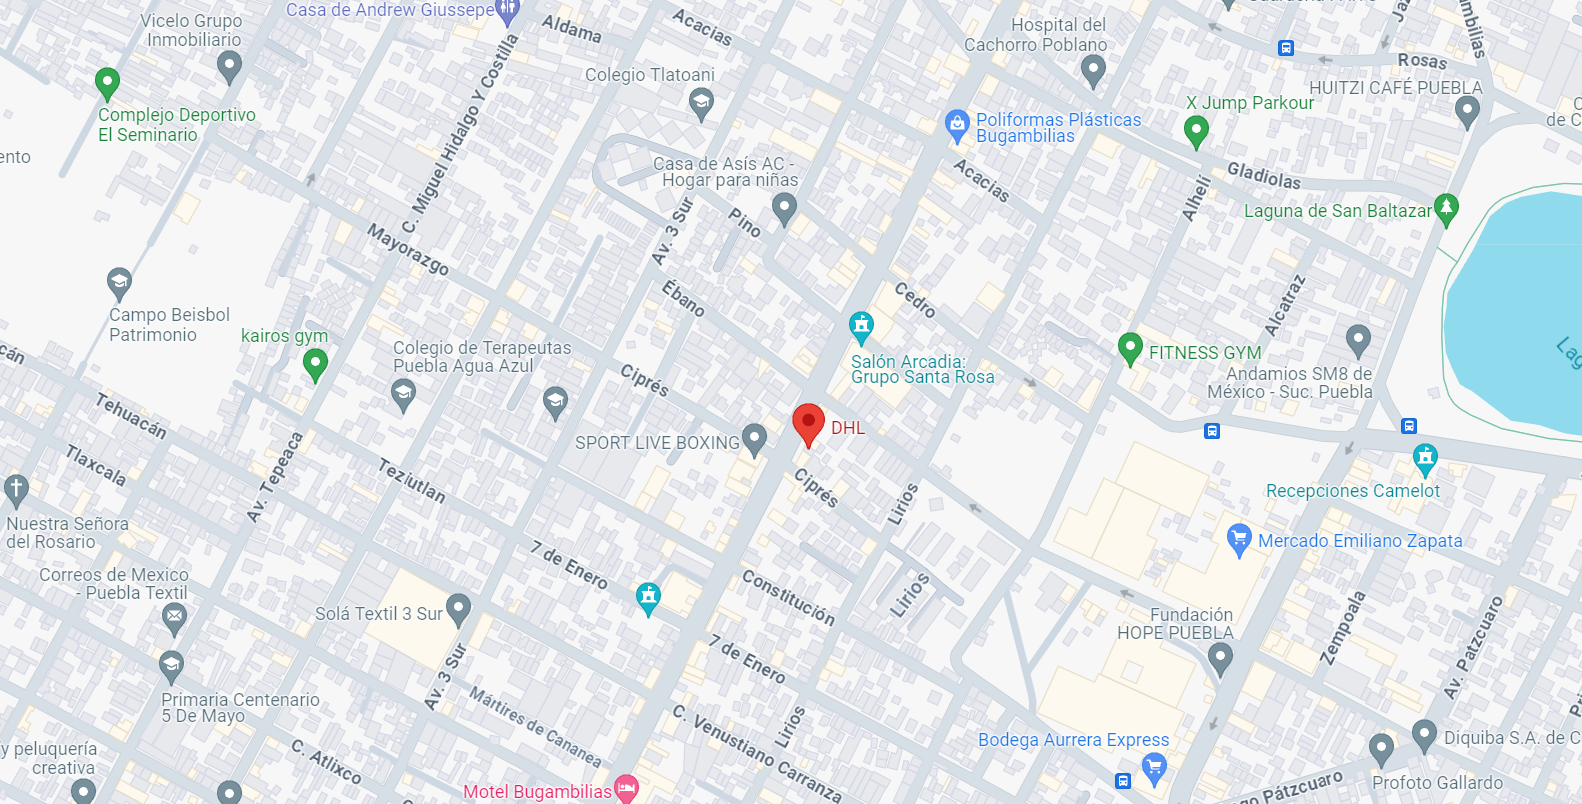 Casa de Andrew Giussepe
Vicelo Grupo
Inmobiliario
Aldama
Acacias
Hospital del
Cachorro Poblano
Rosas
HUITZI CAFÉ PUEBLA
Colegio Tlatoani
X Jump Parkour
Complejo Deportivo
El Seminario
C. Miguel Hidalgo Y Costilla
Poliformas Plásticas
Bugambilias
Casa de Asís AC -
Hogar para niñas
Acacias
Gladiolas
Alhelí
Laguna de San Baltazar
Mayorazgo
Av. 3 Sur
Pino
Ébano
Cedro
Alcatraz
Campo Beisbol
Patrimonio
kairos gym
Colegio de Terapeutas
Puebla Agua Azul
Salón Arcadia:
Grupo Santa Rosa
FITNESS GYM
Andamios SM8 de
México - Suc. Puebla
Ciprés
Tehuacán
DHL
SPORT LIVE BOXING
Tlaxcala
Av. Tepeaca
Teziutlan
Ciprés
Lirios
Recepciones Camelot
Nuestra Señora
del Rosario
Mercado Emiliano Zapata
7 de Enero
Correos de Mexico
- Puebla Textil
Constitución
Lirios
Solá Textil 3 Sur
Fundación
HOPE PUEBLA
Zempoala
Av. Patzcuaro
7 de Enero
Av. 3 Sur
Primaria Centenario
5 De Mayo
Mártires de Cananea
C. Venustiano Carranza
Lirios
C. Atlixco
y peluquería
creativa
Bodega Aurrera Express
Diquiba S.A. de C
Profoto Gallardo
Motel Bugambilias
go Pátzcuaro